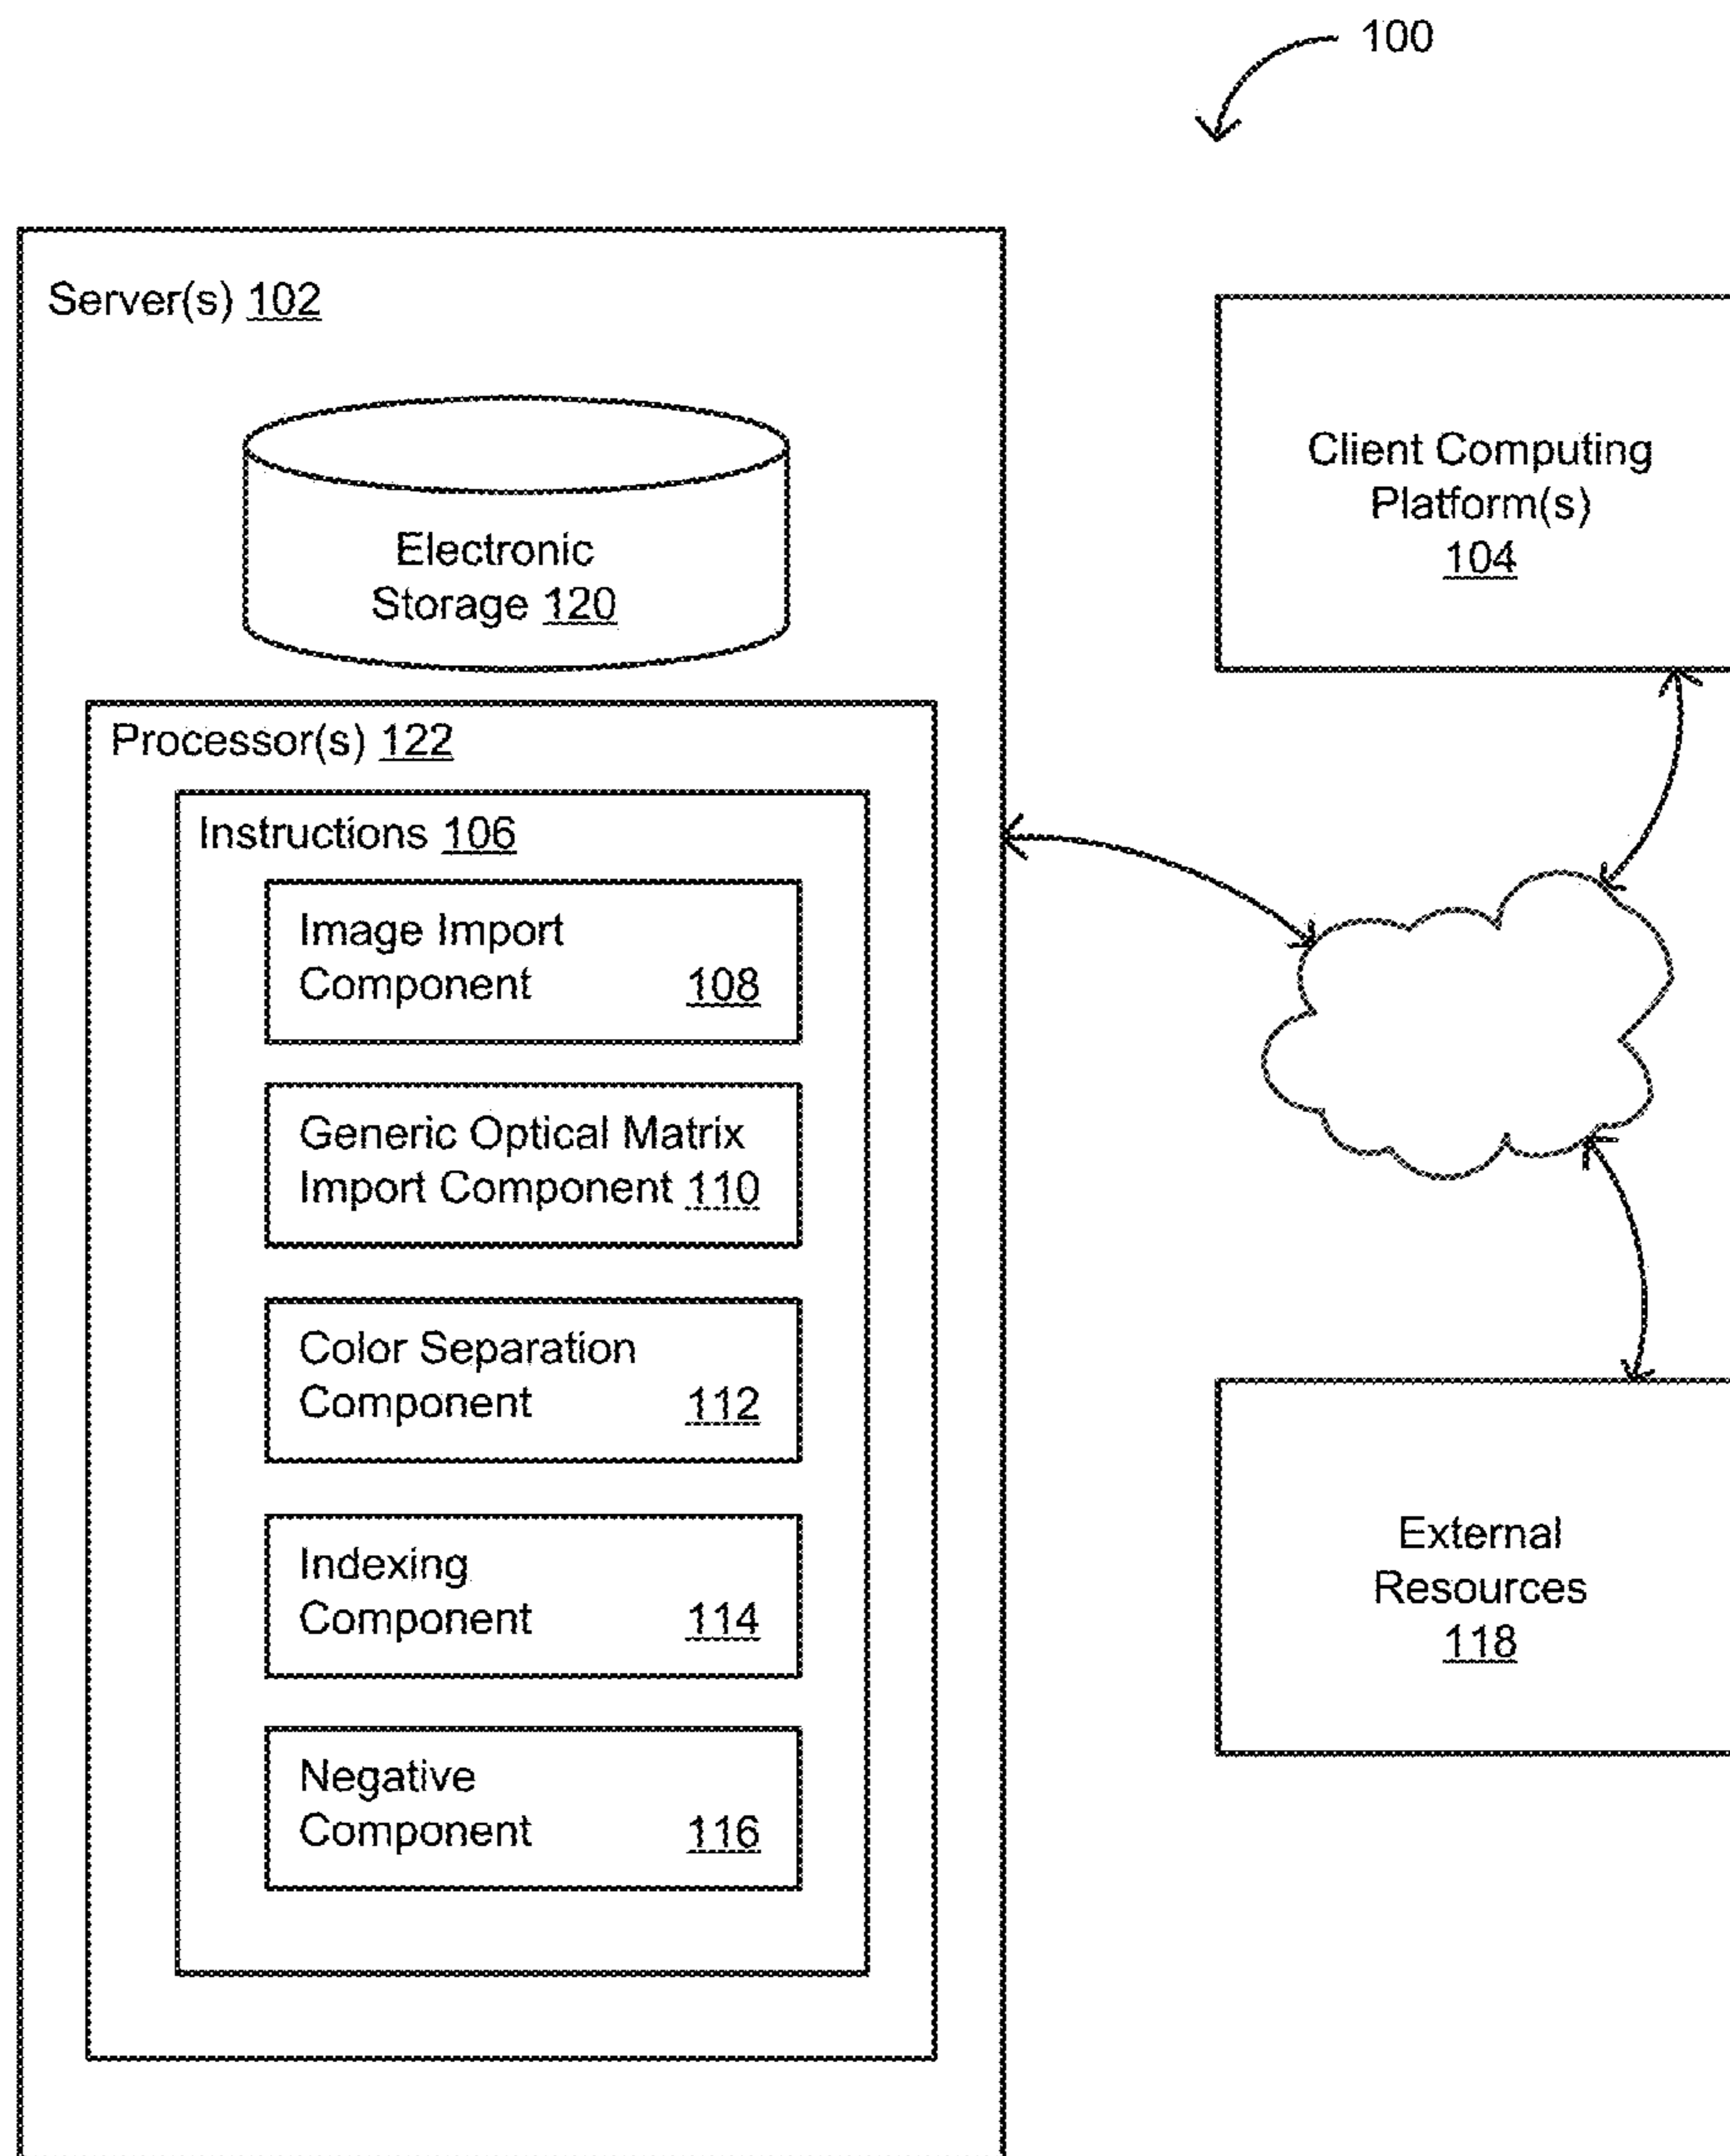 100
Server(s) 102
Electronic
Storage 120
Processor(s) 122
Instructions 106
Image Import
Component 108
Generic Optical Matrix
Import Component 110
Color Separation
Component 112
Indexing
Component 114
Negative
Component 116
Client Computing
Platform(s)
104
External
Resources
118